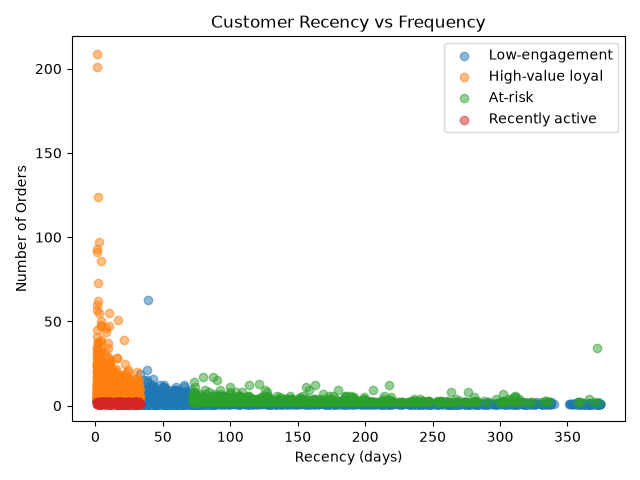 Customer Recency vs Frequency
Low-engagement
High-value loyal
At-risk
Recently active
Number of Orders
200
150
100
50
0
0 50 100 150 200 250 300 350
Recency (days)